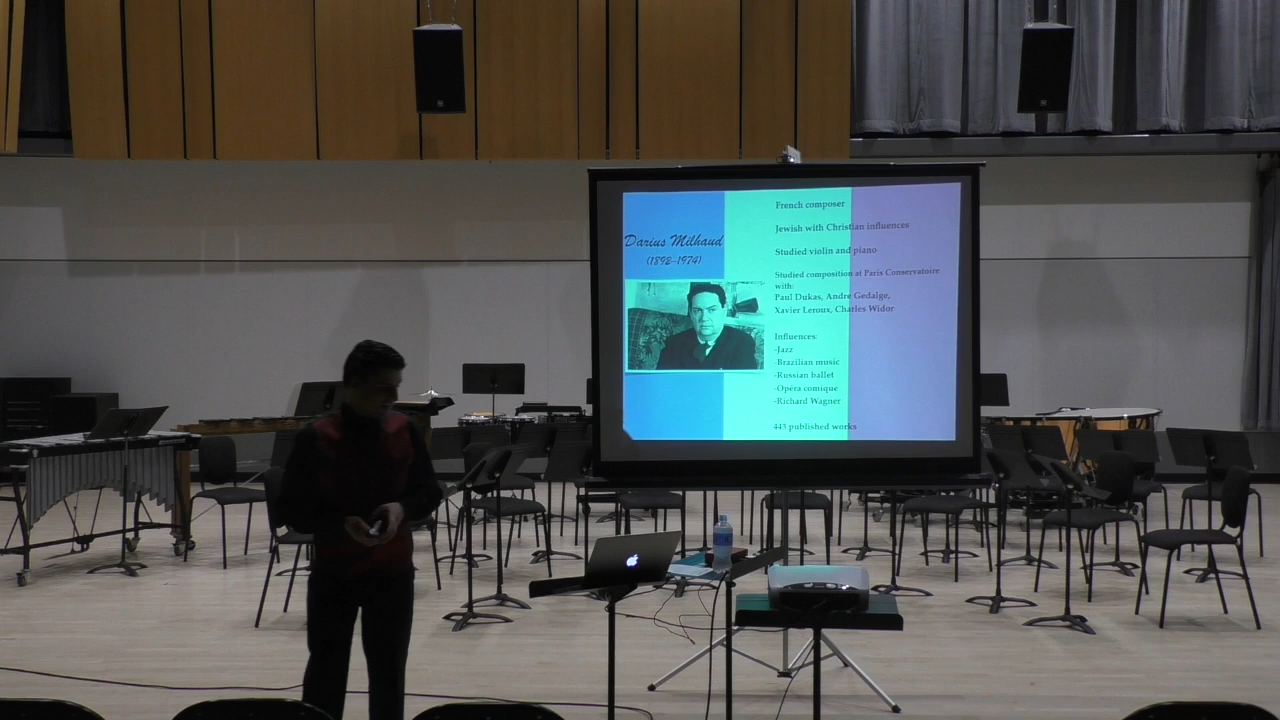 Darius Milhaud
(1892–1974)
French composer
Jewish with Christian influences
Studied violin and piano
Studied composition at Paris Conservatoire
with:
Paul Dukas, Andre Gedalge,
Xavier Leroux, Charles Widor
Influences:
-Jazz
-Brazilian music
-Russian ballet
-Opéra comique
-Richard Wagner
443 published works